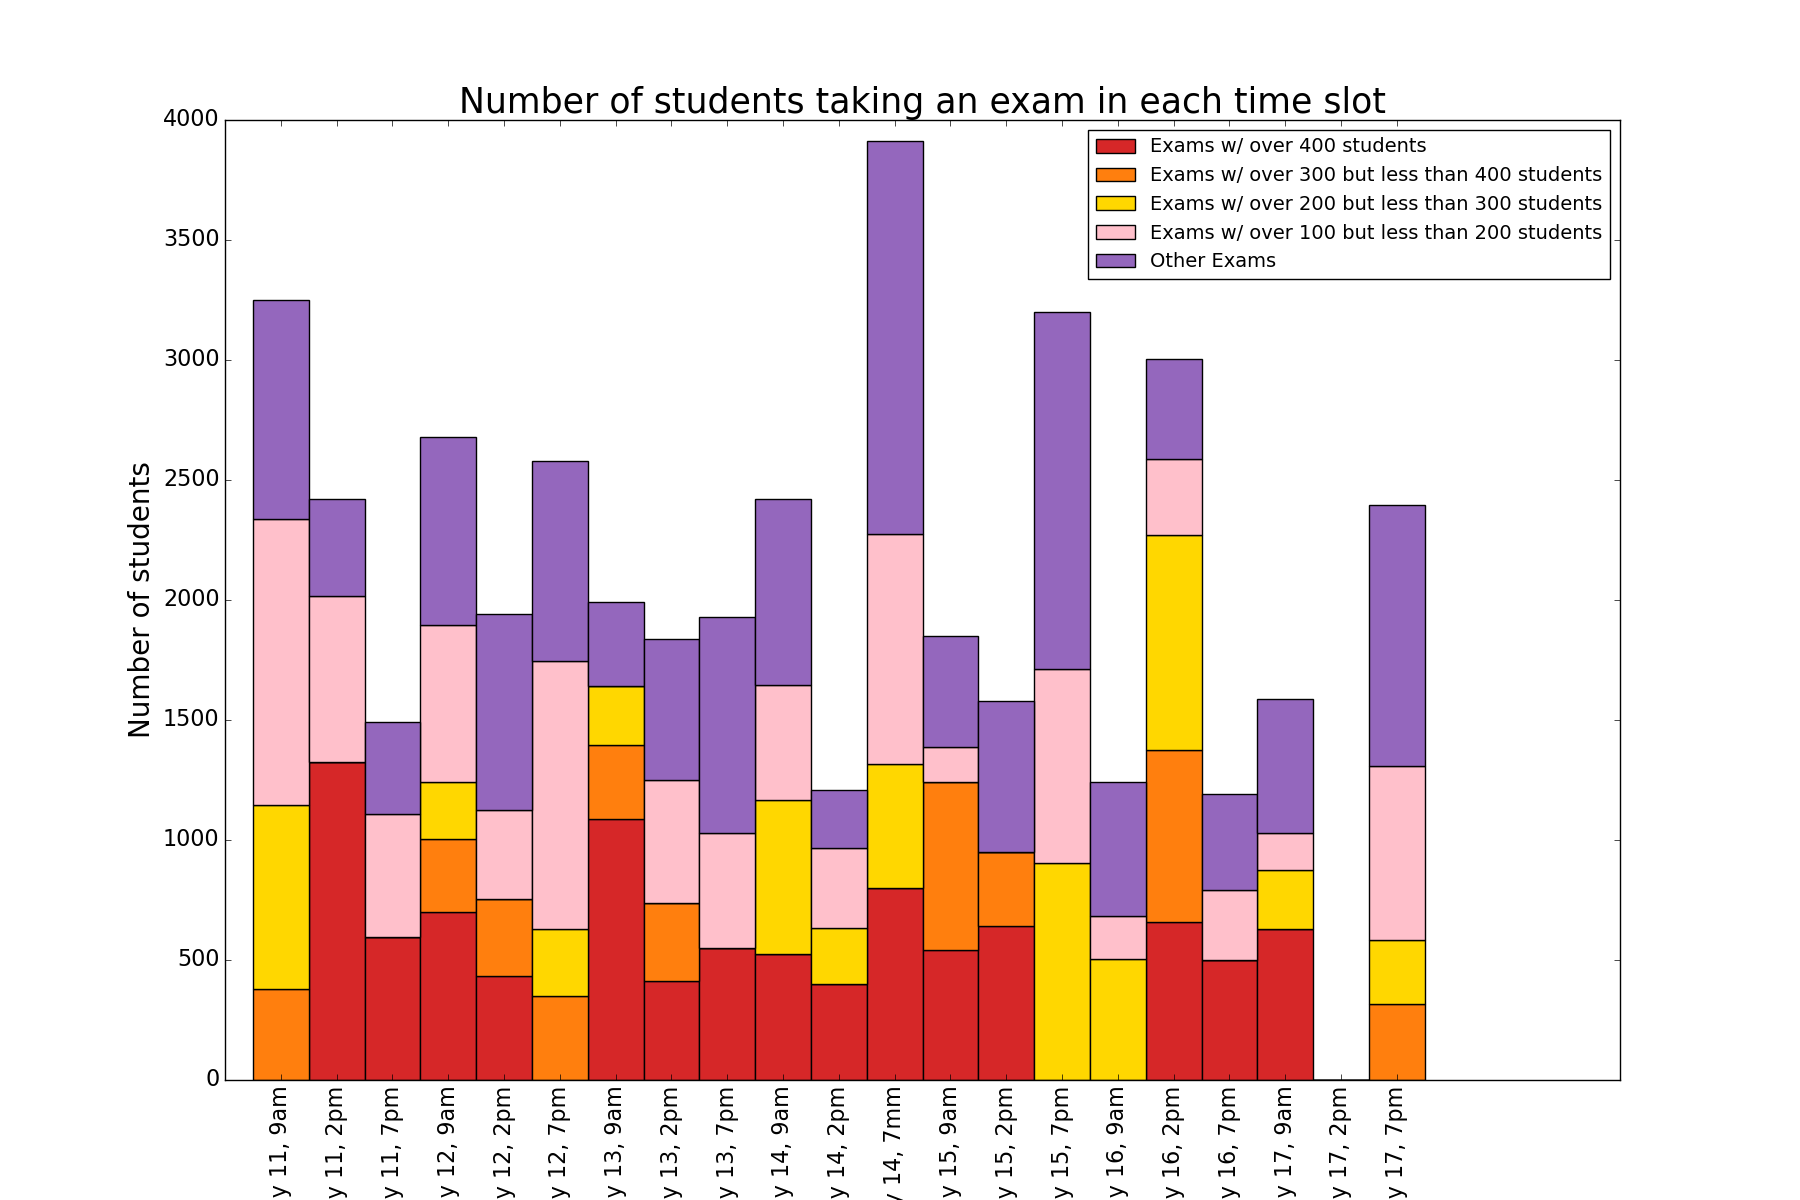 Number of students taking an exam in each time slot
Exams w/ over 400 students
Exams w/ over 300 but less than 400 students
Exams w/ over 200 but less than 300 students
Exams w/ over 100 but less than 200 students
Other Exams
Number of students
4000
3500
3000
2500
2000
1500
1000
500
0
y 11, 9am
y 11, 2pm
y 11, 7pm
y 12, 9am
y 12, 2pm
y 12, 7pm
y 13, 9am
y 13, 2pm
y 13, 7pm
y 14, 9am
y 14, 2pm
y 14, 7mm
y 15, 9am
y 15, 2pm
y 15, 7pm
y 16, 9am
y 16, 2pm
y 16, 7pm
y 17, 9am
y 17, 2pm
y 17, 7pm